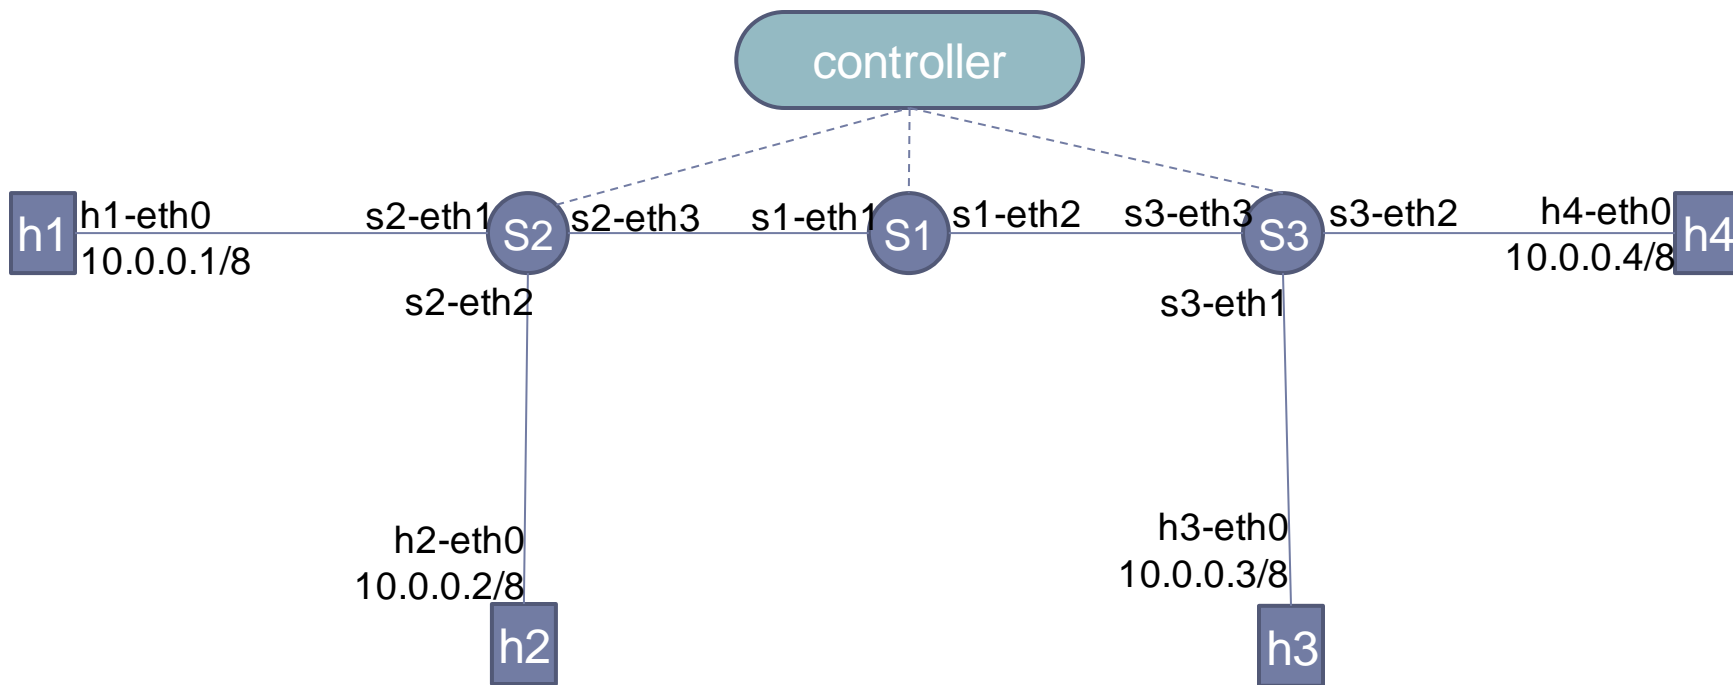 controller
h1
h1-eth0
10.0.0.1/8
s2-eth1
S2
s2-eth3
s2-eth2
s1-eth1
S1
s1-eth2
s3-eth3
S3
s3-eth2
s3-eth1
h4-eth0
10.0.0.4/8
h4
h2-eth0
10.0.0.2/8
h2
h3-eth0
10.0.0.3/8
h3